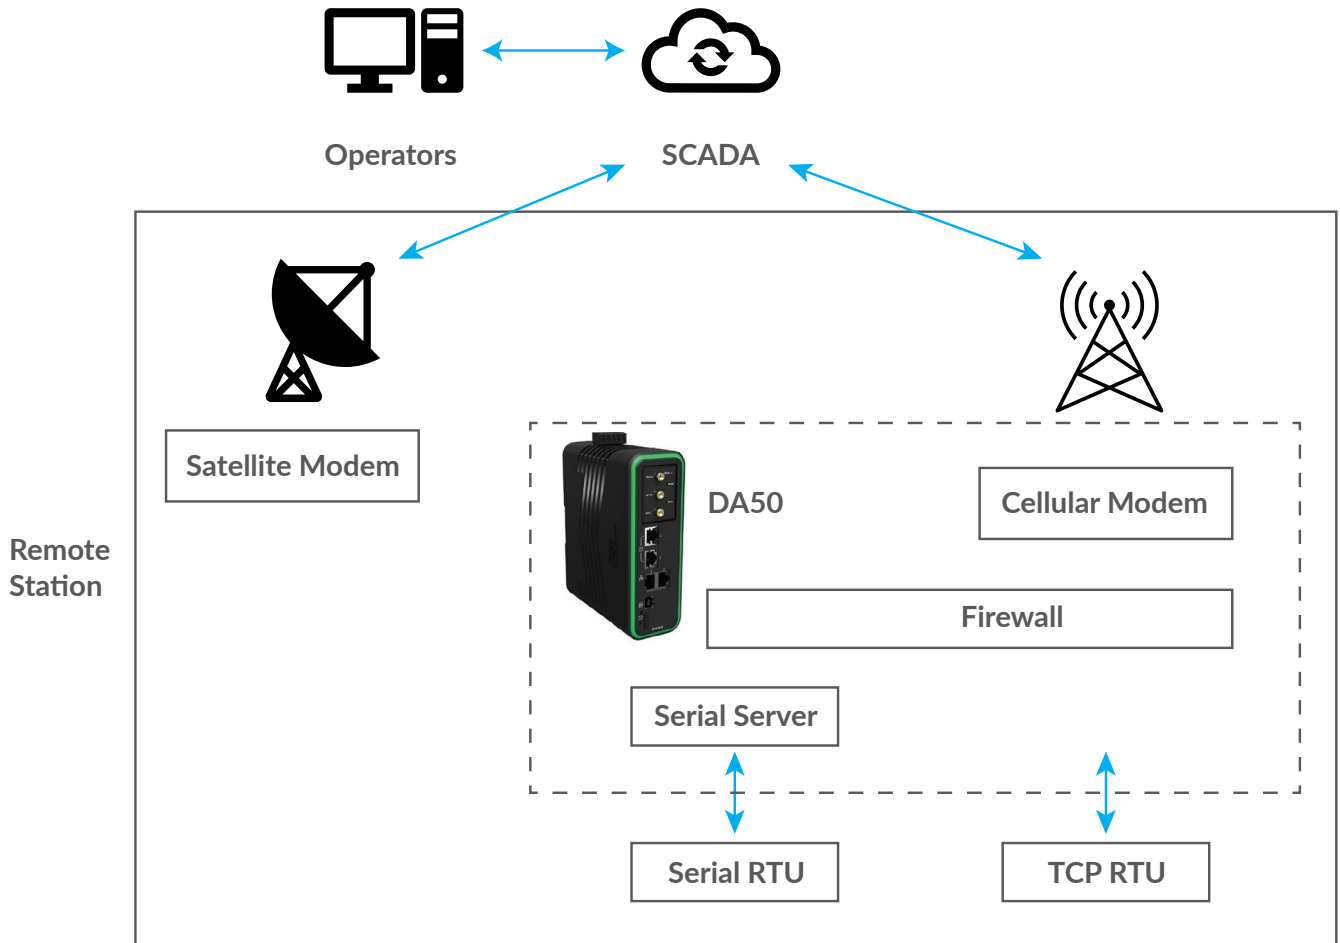 Operators
SCADA
Satellite Modem
DA50
Cellular Modem
Remote
Station
Firewall
Serial Server
Serial RTU
TCP RTU